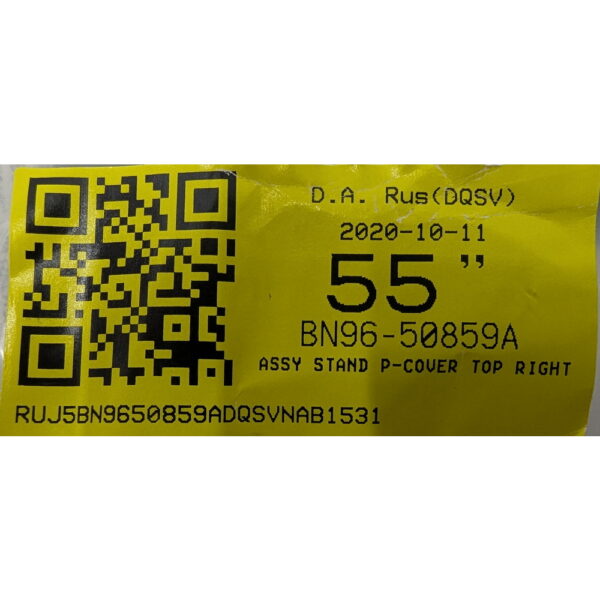 D.A. Rus(DQSV)
2020-10-11
55"
BN96-50859A
ASSY STAND P-COVER TOP RIGHT
RUJ5BN9650859ADQSVNAB1531